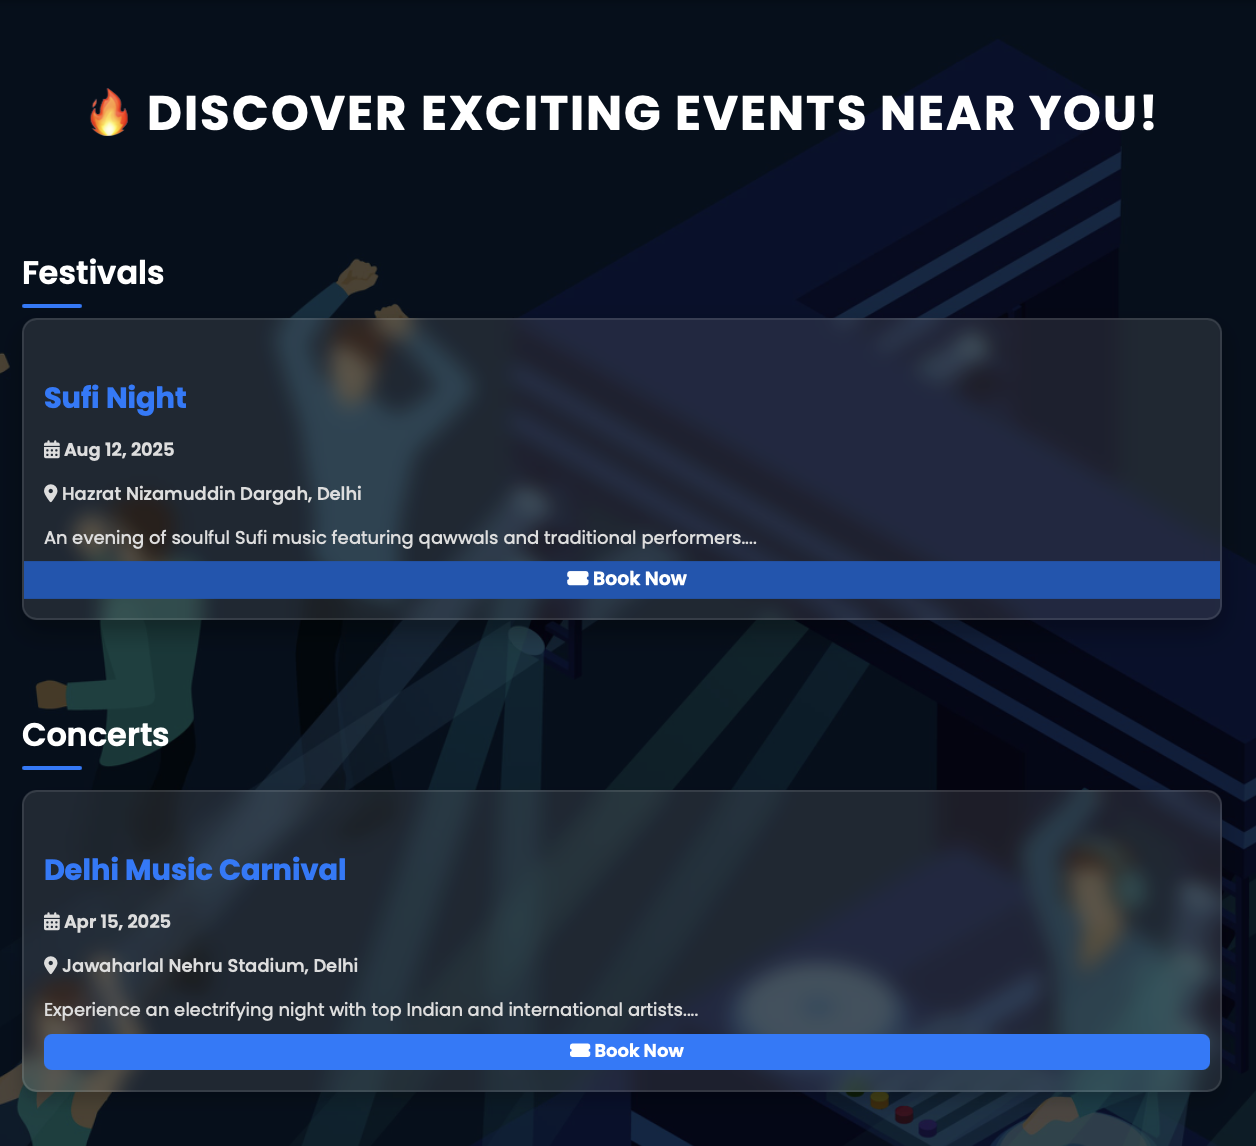 🔥 DISCOVER EXCITING EVENTS NEAR YOU!
Festivals
Sufi Night
Aug 12, 2025
Hazrat Nizamuddin Dargah, Delhi
An evening of soulful Sufi music featuring qawwals and traditional performers....
Book Now
Concerts
Delhi Music Carnival
Apr 15, 2025
Jawaharlal Nehru Stadium, Delhi
Experience an electrifying night with top Indian and international artists....
Book Now